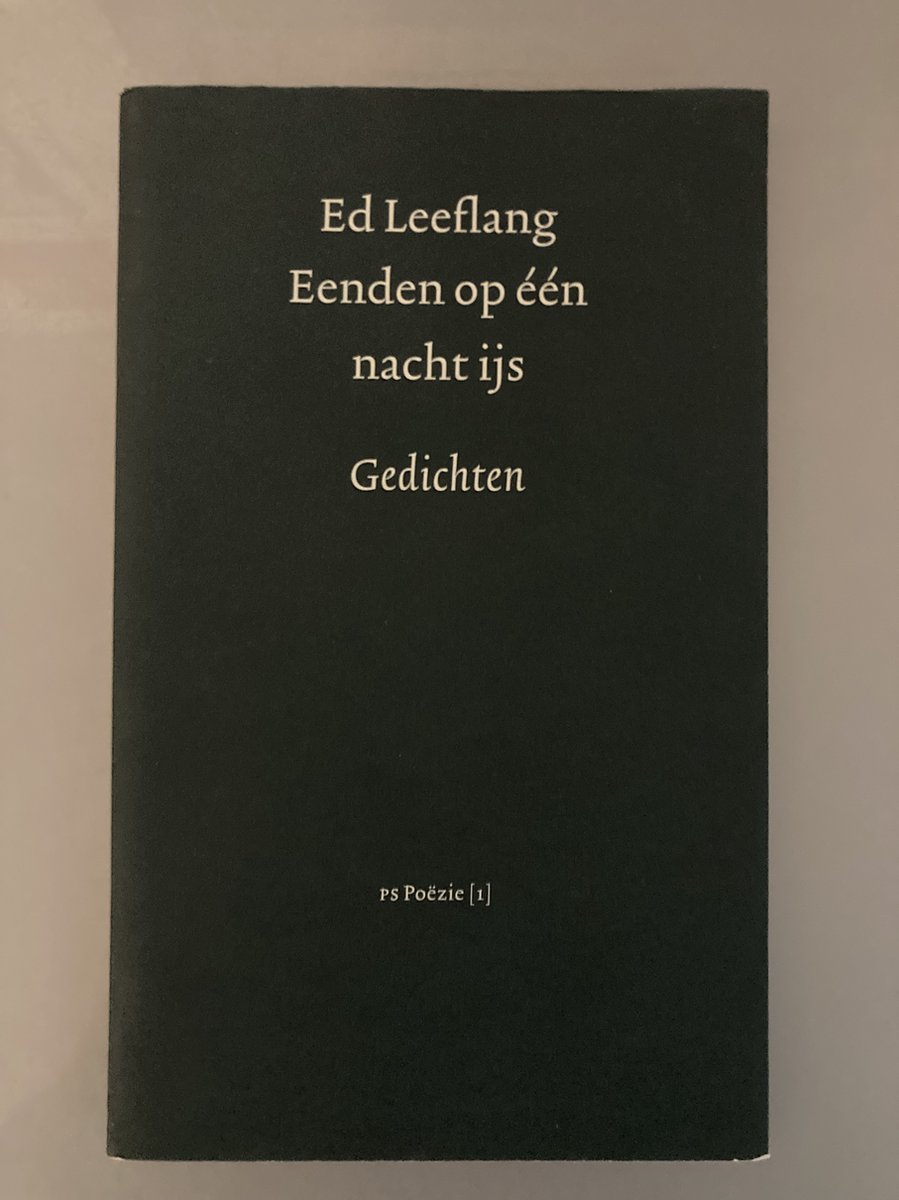 Ed Leeflang
Eenden op één
nacht ijs
Gedichten
PS Poëzie [1]